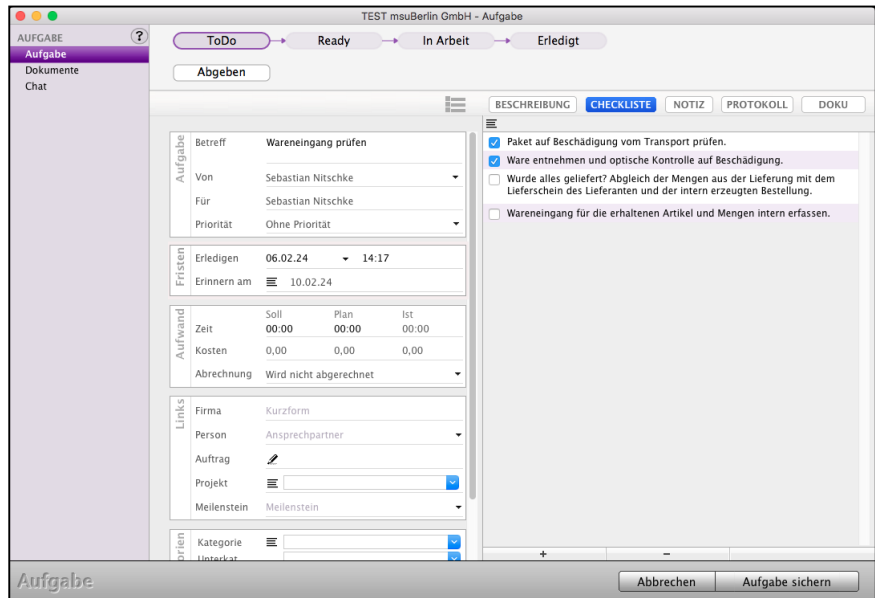 TEST msuBerlin GmbH - Aufgabe
AUFGABE
?
Aufgabe
Dokumente
Chat
ToDo
Ready
In Arbeit
Erledigt
Abgeben
BESCHREIBUNG
CHECKLISTE
NOTIZ
PROTOKOLL
DOKU
Aufgabe
Betreff Wareneingang prüfen
Von Sebastian Nitschke
Für Sebastian Nitschke
Priorität Ohne Priorität
Fristen
Erledigen 06.02.24 14:17
Erinnern am 10.02.24
Aufwand
Soll Plan Ist
Zeit 00:00 00:00 00:00
Kosten 0,00 0,00 0,00
Abrechnung Wird nicht abgerechnet
Links
Firma Kurzform
Person Ansprechpartner
Auftrag
Projekt
Meilenstein Meilenstein
Kategorie
Unterkat
Paket auf Beschädigung vom Transport prüfen.
Ware entnehmen und optische Kontrolle auf Beschädigung.
Wurde alles geliefert? Abgleich der Mengen aus der Lieferung mit dem
Lieferschein des Lieferanten und der intern erzeugten Bestellung.
Wareneingang für die erhaltenen Artikel und Mengen intern erfassen.
+ −
Aufgabe
Abbrechen
Aufgabe sichern